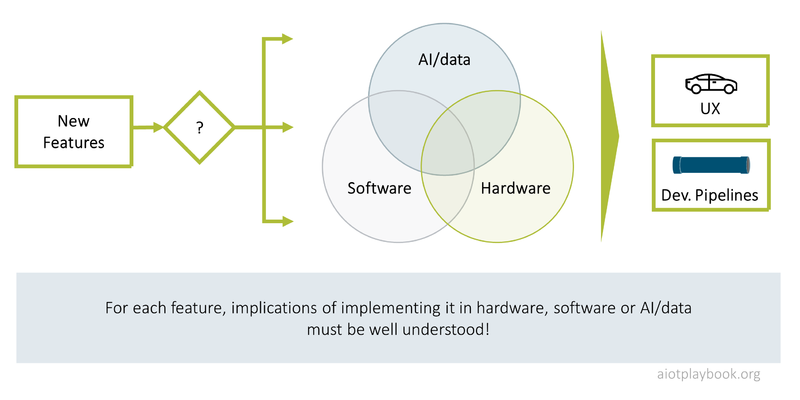 New
Features
?
AI/data
Software
Hardware
UX
Dev. Pipelines
For each feature, implications of implementing it in hardware, software or AI/data
must be well understood!
aiotplaybook.org